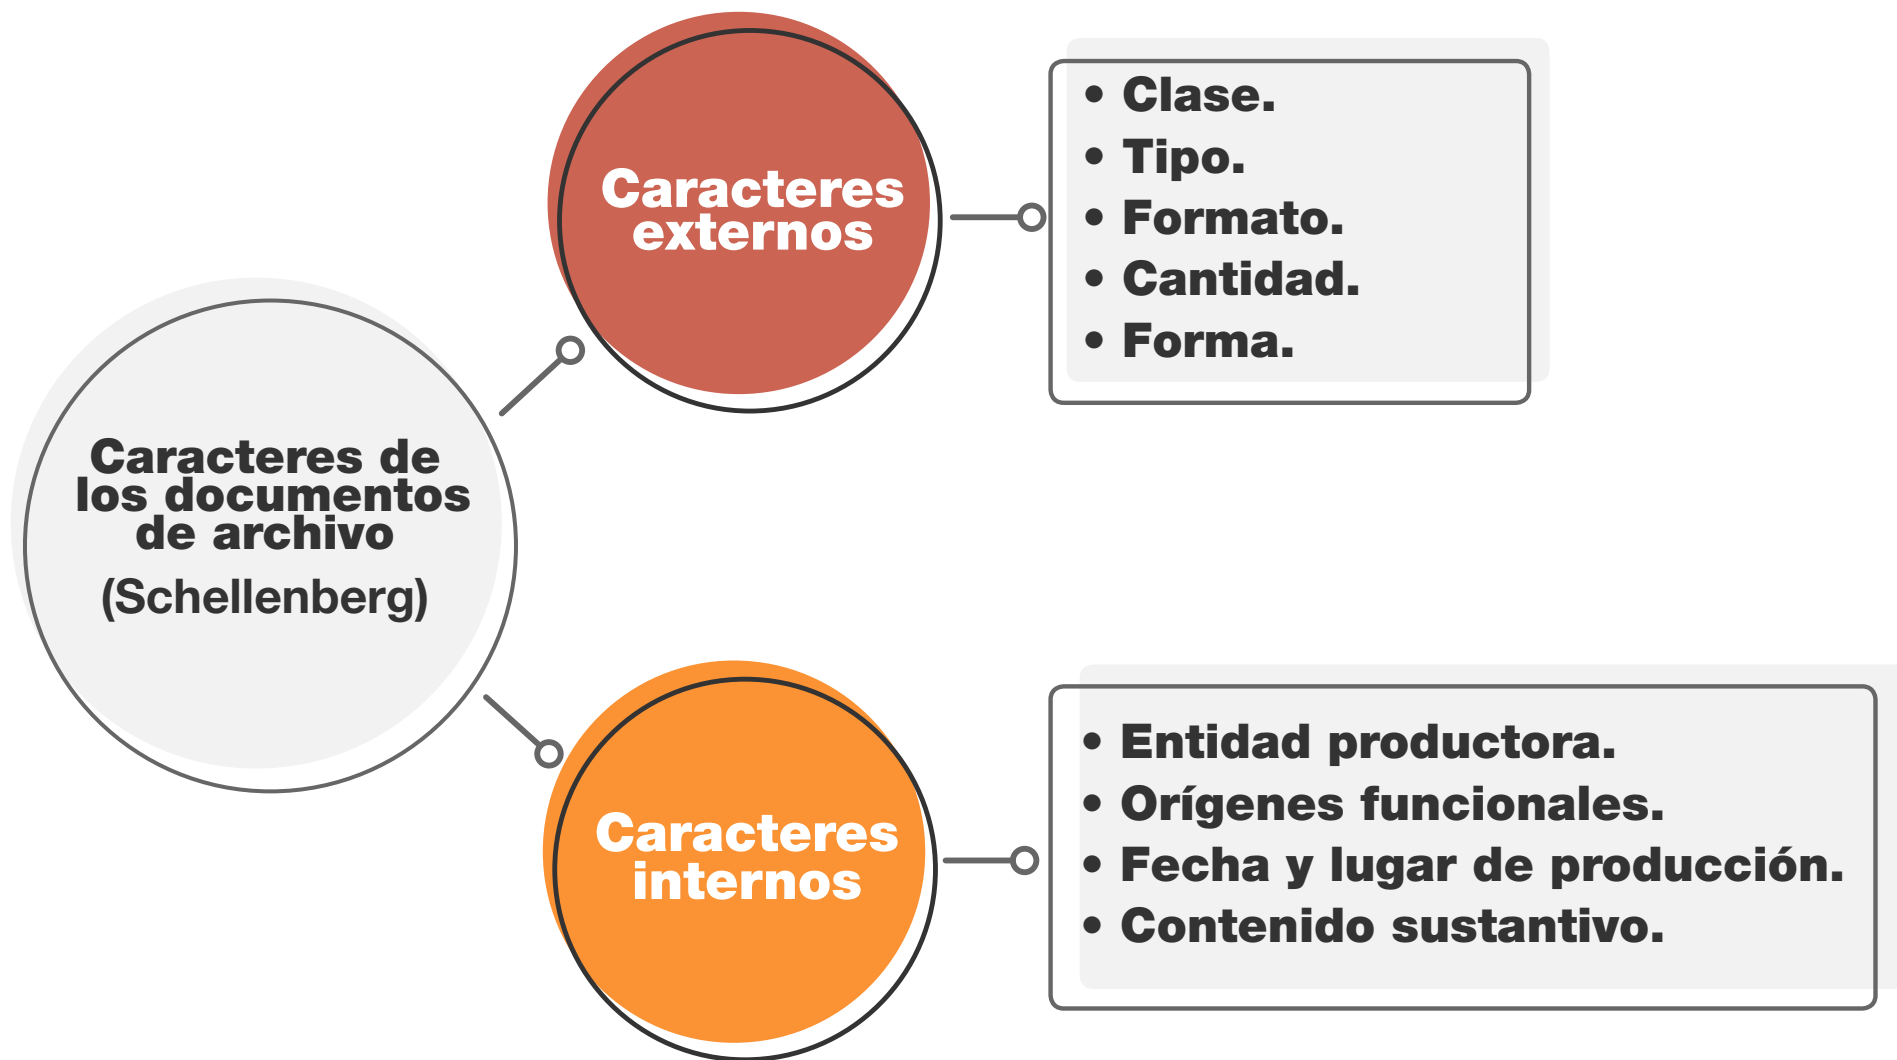 Caracteres de
los documentos
de archivo
(Schellenberg)
Caracteres
externos
• Clase.
• Tipo.
• Formato.
• Cantidad.
• Forma.
Caracteres
internos
• Entidad productora.
• Orígenes funcionales.
• Fecha y lugar de producción.
• Contenido sustantivo.